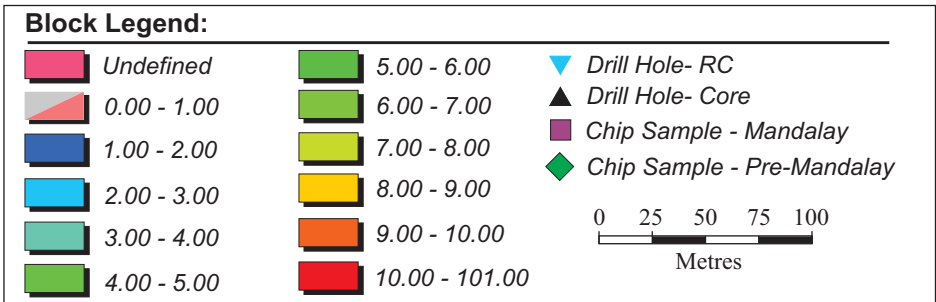 Block Legend:
Undefined
0.00 - 1.00
1.00 - 2.00
2.00 - 3.00
3.00 - 4.00
4.00 - 5.00
5.00 - 6.00
6.00 - 7.00
7.00 - 8.00
8.00 - 9.00
9.00 - 10.00
10.00 - 101.00
Drill Hole- RC
Drill Hole- Core
Chip Sample - Mandalay
Chip Sample - Pre-Mandalay
0 25 50 75 100
Metres